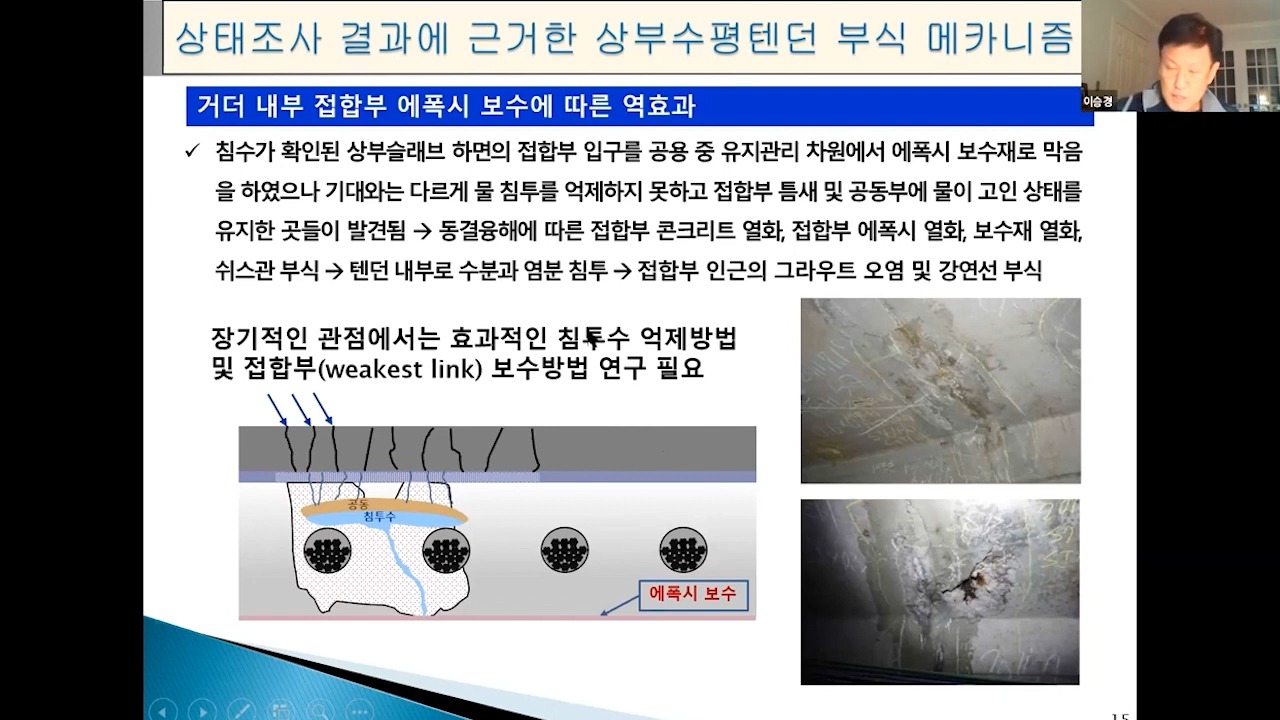 상태조사 결과에 근거한 상부수평텐던 부식 메카니즘
이승경
거더 내부 접합부 에폭시 보수에 따른 역효과
✓ 침수가 확인된 상부슬래브 하면의 접합부 입구를 공용 중 유지관리 차원에서 에폭시 보수재로 막음
을 하였으나 기대와는 다르게 물 침투를 억제하지 못하고 접합부 틈새 및 공동부에 물이 고인 상태를
유지한 곳들이 발견됨 → 동결융해에 따른 접합부 콘크리트 열화, 접합부 에폭시 열화, 보수재 열화,
쉬스관 부식 → 텐던 내부로 수분과 염분 침투 → 접합부 인근의 그라우트 오염 및 강연선 부식
장기적인 관점에서는 효과적인 침투수 억제방법
및 접합부(weakest link) 보수방법 연구 필요
공동
침투수
에폭시 보수
15